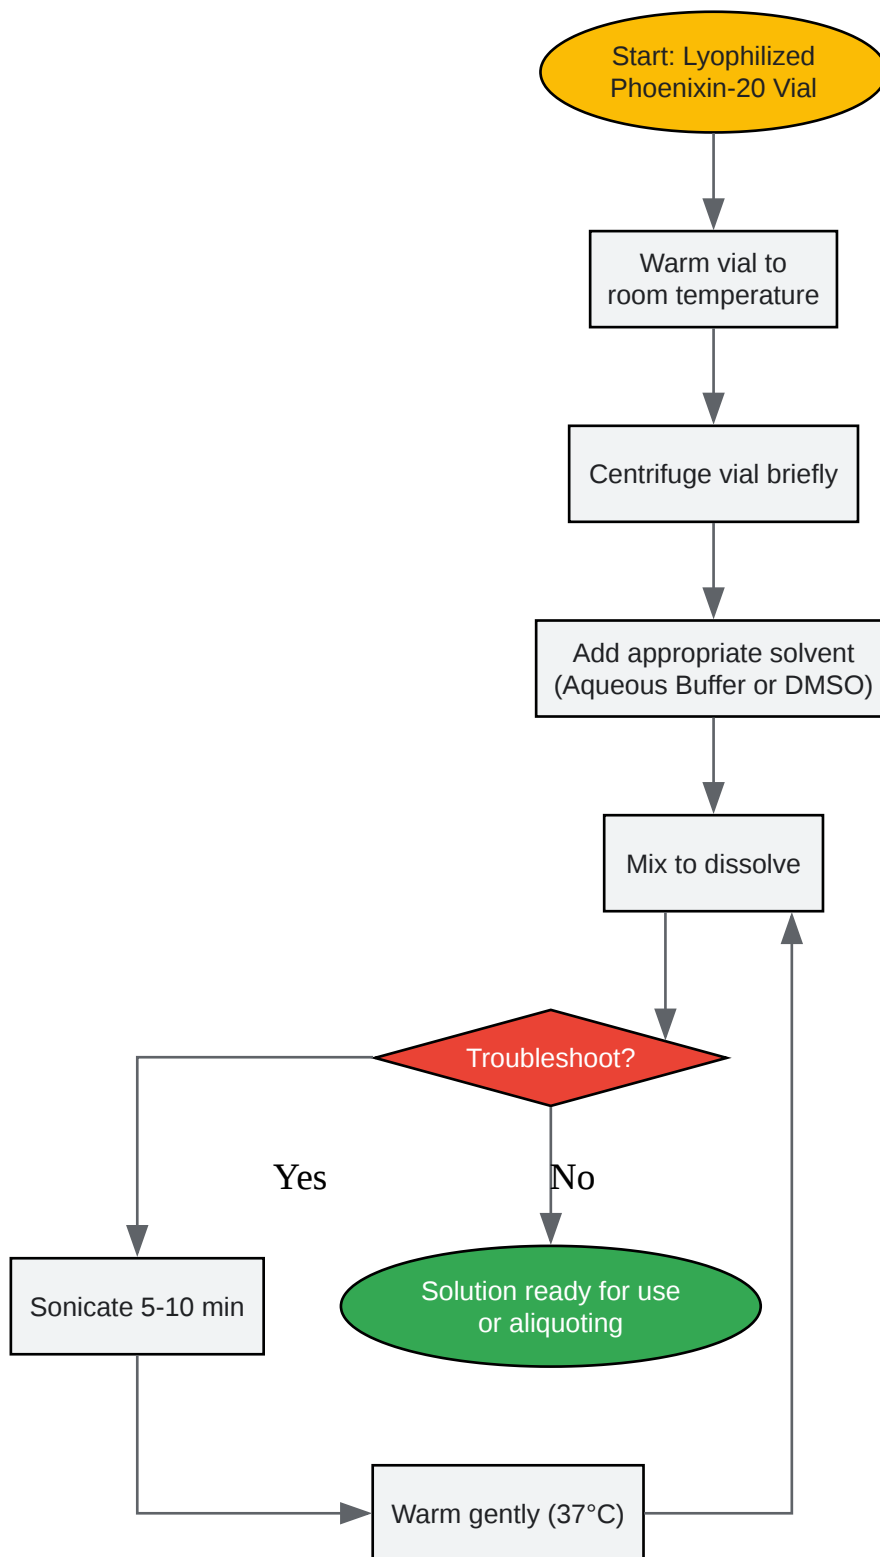 Start: Lyophilized
Phoenixin-20 Vial
Warm vial to
room temperature
Centrifuge vial briefly
Add appropriate solvent
(Aqueous Buffer or DMSO)
Mix to dissolve
Troubleshoot?
Yes
No
Sonicate 5-10 min
Solution ready for use
or aliquoting
Warm gently (37°C)